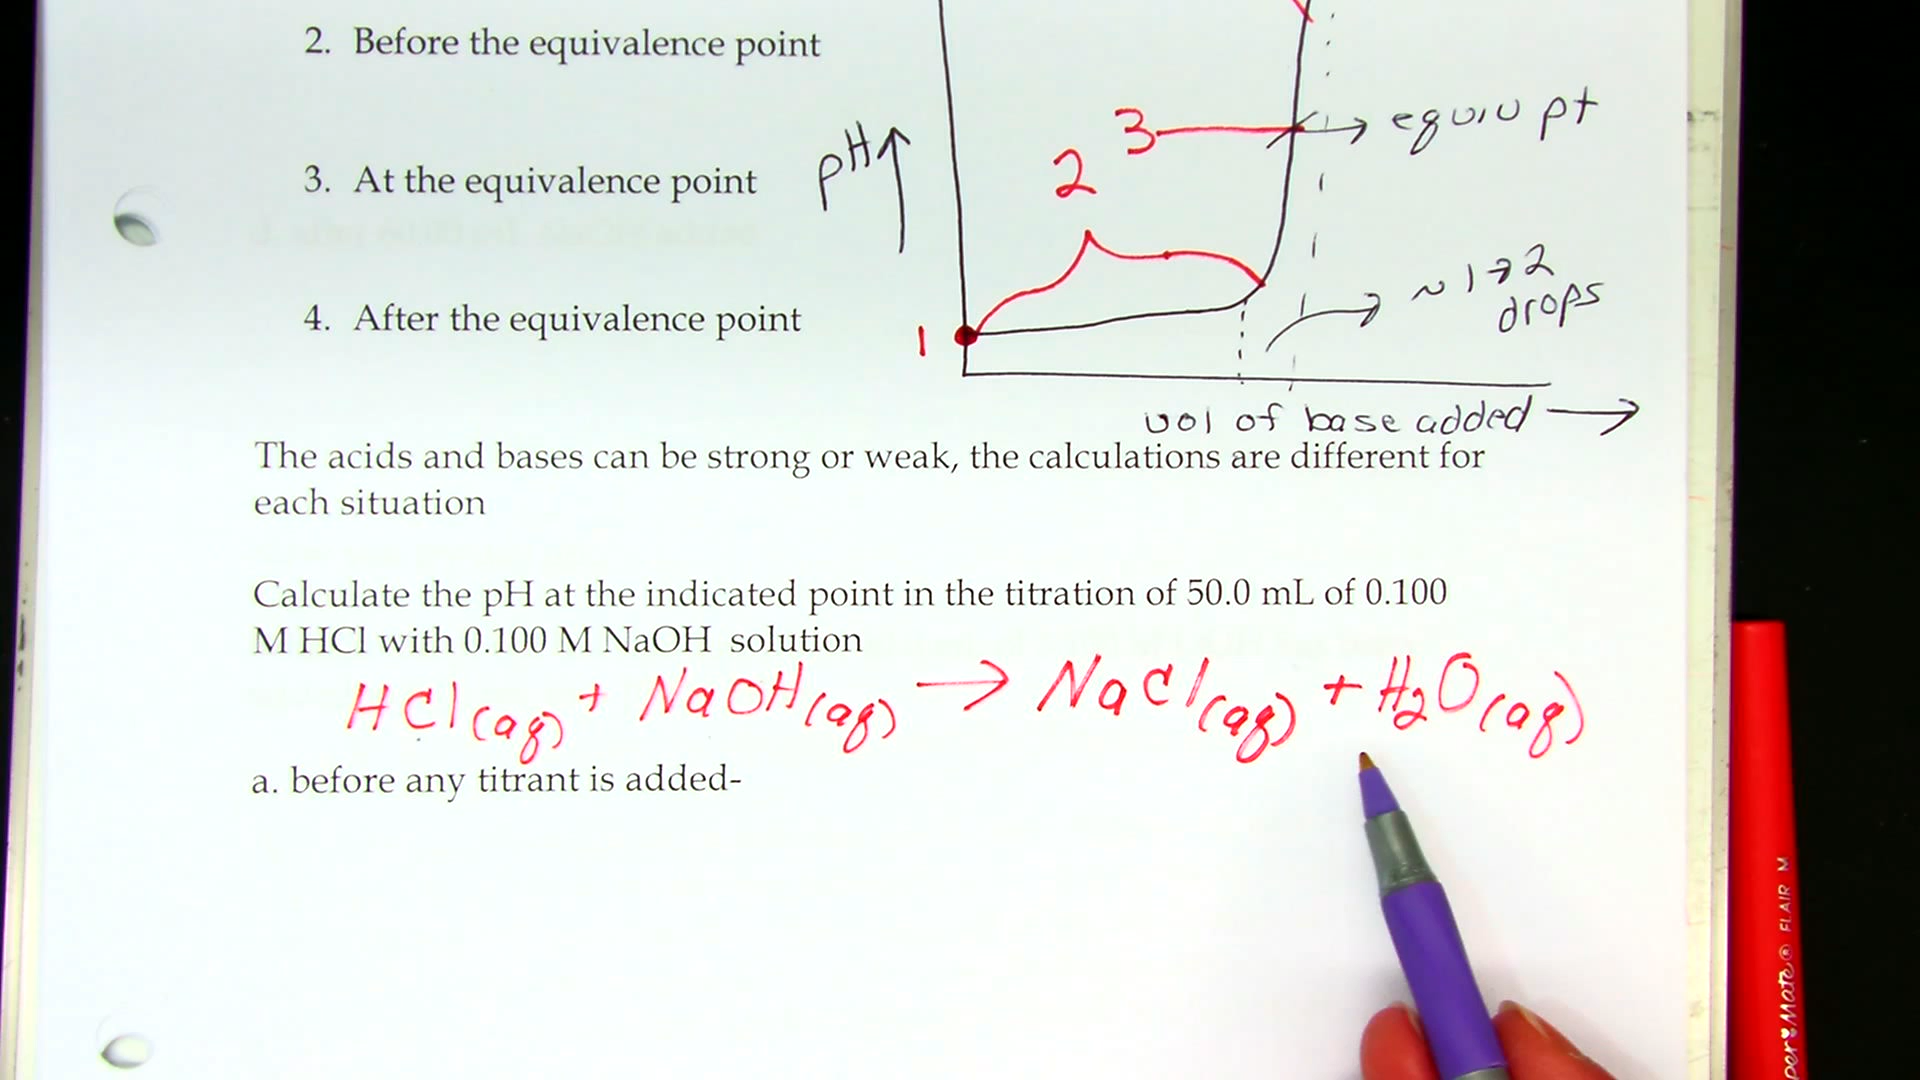 2. Before the equivalence point
3
equiv pt
2
pH
3. At the equivalence point
~ 1→2
drops
4. After the equivalence point
1
vol of base added →
The acids and bases can be strong or weak, the calculations are different for
each situation
Calculate the pH at the indicated point in the titration of 50.0 mL of 0.100
M HCl with 0.100 M NaOH solution
HCl(aq) + NaOH(aq) → NaCl(aq) + H₂O(aq)
a. before any titrant is added-
Mate® FLAIR M